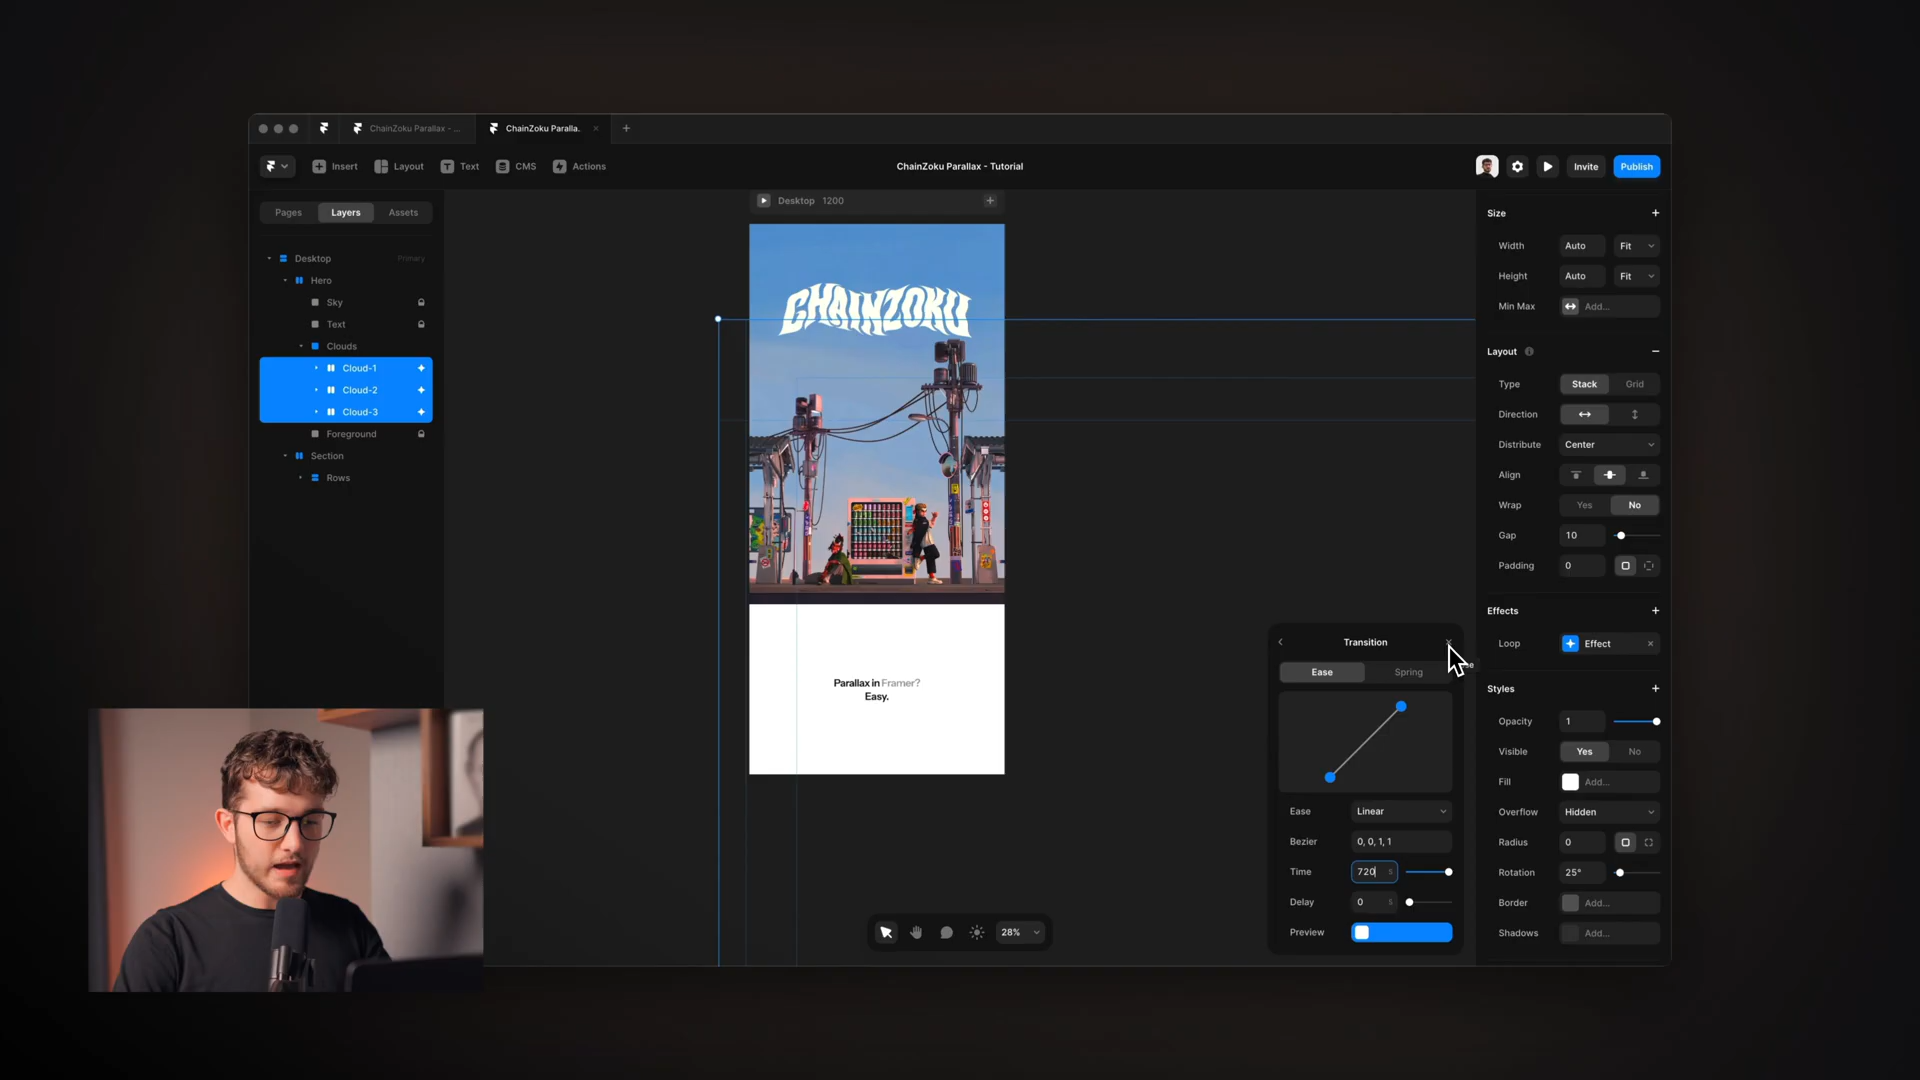 ChainZoku Parallax - ...
ChainZoku Paralla.
Insert
Layout
Text
CMS
Actions
ChainZoku Parallax - Tutorial
Invite
Publish
Pages
Layers
Assets
Desktop
Primary
Hero
Sky
Text
Clouds
Cloud-1
Cloud-2
Cloud-3
Foreground
Section
Rows
Desktop 1200
CHAINZOKU
Parallax in Framer?
Easy.
28%
Transition
Ease
Spring
Ease
Linear
Bezier
0, 0, 1, 1
Time
720
s
Delay
0
s
Preview
Size
Width
Auto
Fit
Height
Auto
Fit
Min Max
Add...
Layout
Type
Stack
Grid
Direction
Distribute
Center
Align
Wrap
Yes
No
Gap
10
Padding
0
Effects
Loop
Effect
Styles
Opacity
1
Visible
Yes
No
Fill
Add...
Overflow
Hidden
Radius
0
Rotation
25°
Border
Add...
Shadows
Add...